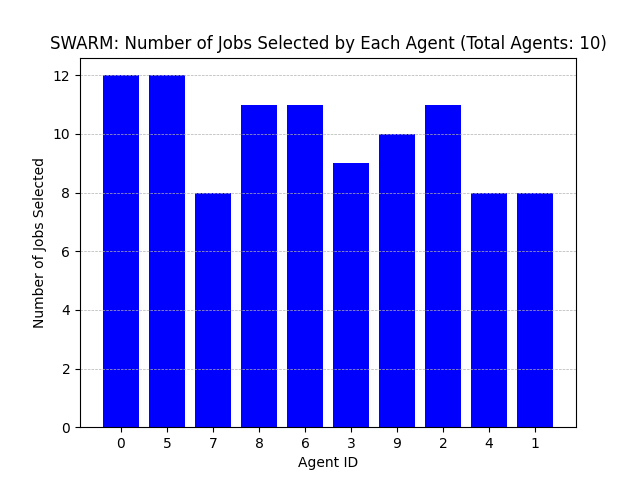 SWARM: Number of Jobs Selected by Each Agent (Total Agents: 10)
12
10
8
6
4
2
0
Number of Jobs Selected
0 5 7 8 6 3 9 2 4 1
Agent ID